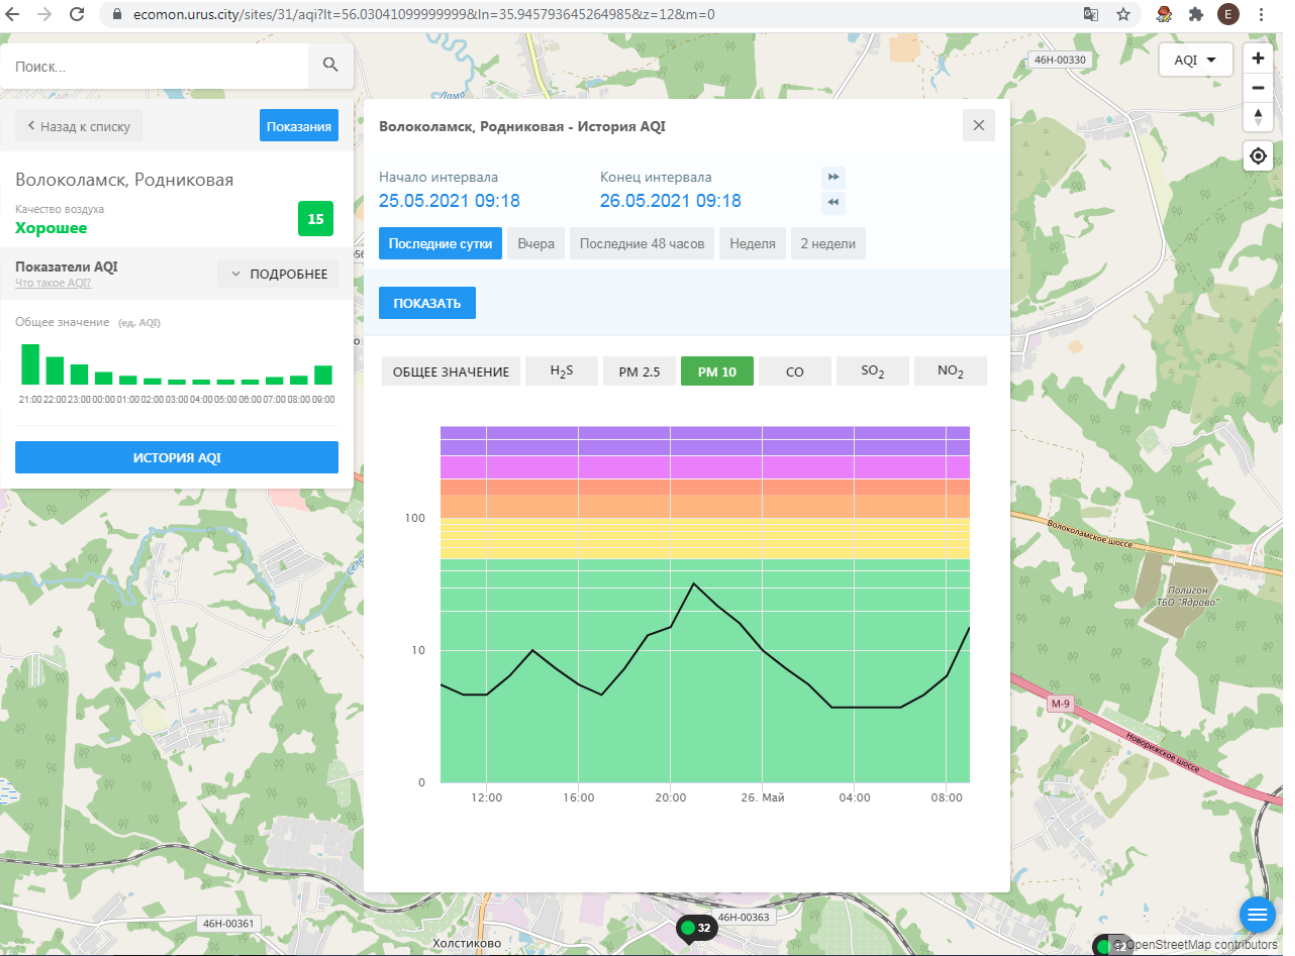 ecomon.urus.city/sites/31/aqi?lt=56.03041099999999&ln=35.945793645264985&z=12&m=0
E
Поиск...
46Н-00330
AQI
Лама
Назад к списку
Показания
Волоколамск, Родниковая - История AQI
Волоколамск, Родниковая
Начало интервала
Конец интервала
25.05.2021 09:18
26.05.2021 09:18
Качество воздуха
Хорошее
15
Последние сутки
Вчера
Последние 48 часов
Неделя
2 недели
Показатели AQI
Что такое AQI?
ПОДРОБНЕЕ
ПОКАЗАТЬ
Общее значение (ед. AQI)
21:00 22:00 23:00 00:00 01:00 02:00 03:00 04:00 05:00 06:00 07:00 08:00 09:00
ИСТОРИЯ AQI
ОБЩЕЕ ЗНАЧЕНИЕ
H2S
PM 2.5
PM 10
CO
SO2
NO2
100
10
0
12:00
16:00
20:00
26. Май
04:00
08:00
Волоколамское шоссе
Полигон
ТБО "Ядрово"
М-9
Новорижское шоссе
46Н-00361
46Н-00363
32
Холстиково
© OpenStreetMap contributors